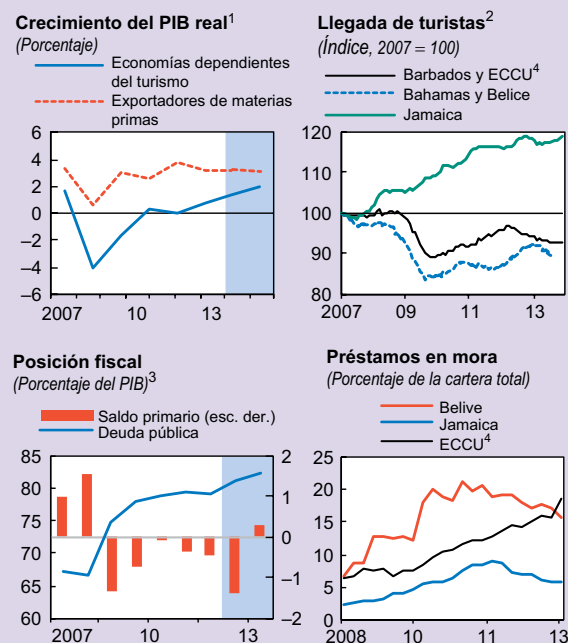 Crecimiento del PIB real¹
(Porcentaje)
Economías dependientes
del turismo
Exportadores de materias
primas
6
4
2
0
–2
–4
–6
2007 10 13
Llegada de turistas²
(Índice, 2007 = 100)
Barbados y ECCU⁴
Bahamas y Belice
Jamaica
120
110
100
90
80
2007 09 11 13
Posición fiscal
(Porcentaje del PIB)³
Saldo primario (esc. der.)
Deuda pública
85 2
80 1
75
70 0
65 –1
60 –2
2007 10 13
Préstamos en mora
(Porcentaje de la cartera total)
Belive
Jamaica
ECCU⁴
25
20
15
10
5
0
2008 11 13